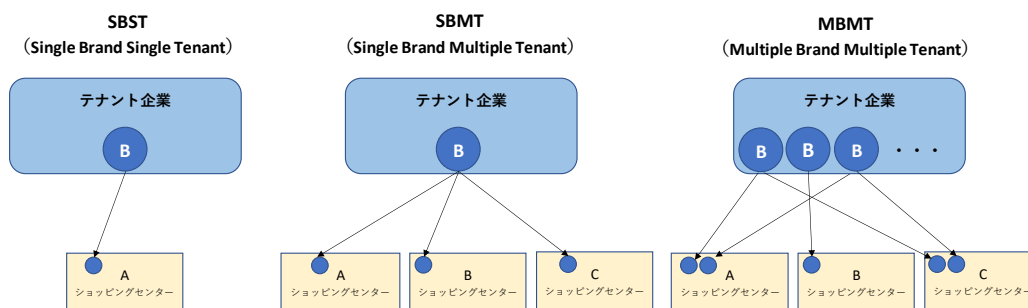 SBST
（Single Brand Single Tenant）
テナント企業
B
A
ショッピングセンター
SBMT
（Single Brand Multiple Tenant）
テナント企業
B
A
ショッピングセンター
B
ショッピングセンター
C
ショッピングセンター
MBMT
（Multiple Brand Multiple Tenant）
テナント企業
B B B ・・・
A
ショッピングセンター
B
ショッピングセンター
C
ショッピングセンター